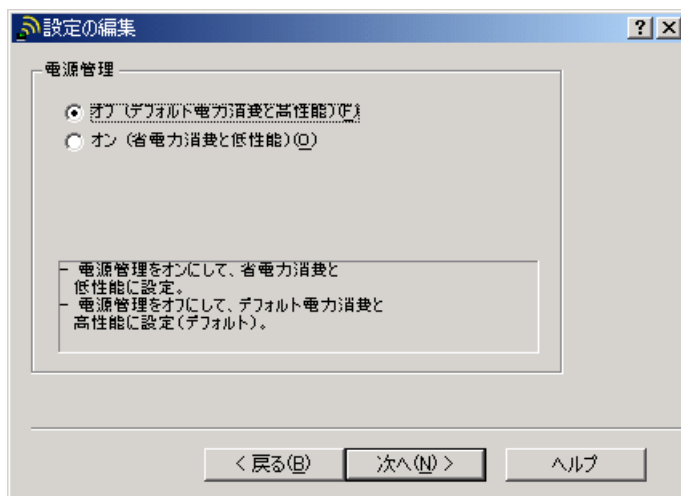 設定の編集
電源管理
オフ (デフォルト電力消費と高性能)(F)
オン (省電力消費と低性能)(O)
- 電源管理をオンにして、省電力消費と
低性能に設定。
- 電源管理をオフにして、デフォルト電力消費と
高性能に設定(デフォルト)。
< 戻る(B) 次へ(N) > ヘルプ